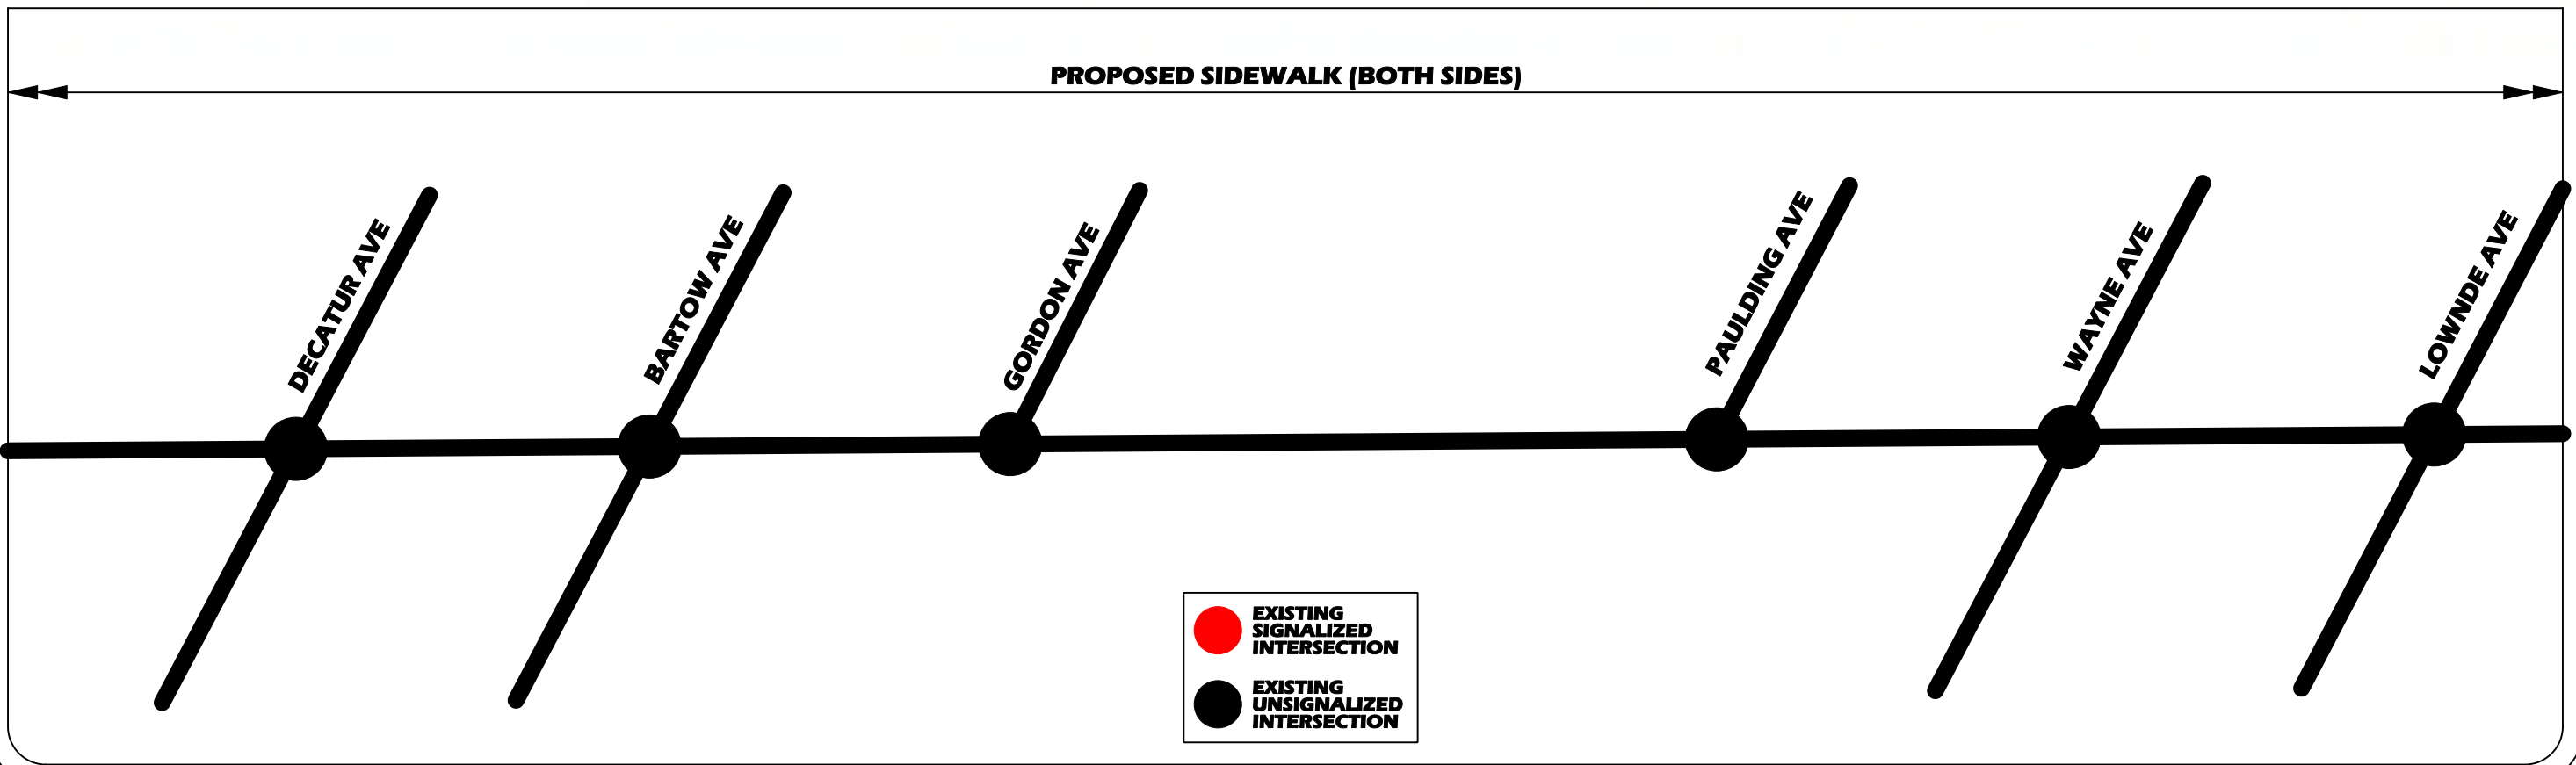 PROPOSED SIDEWALK (BOTH SIDES)
DECATUR AVE
BARTOW AVE
GORDON AVE
PAULDING AVE
WAYNE AVE
LOWNDE AVE
EXISTING
SIGNALIZED
INTERSECTION
EXISTING
UNSIGNALIZED
INTERSECTION